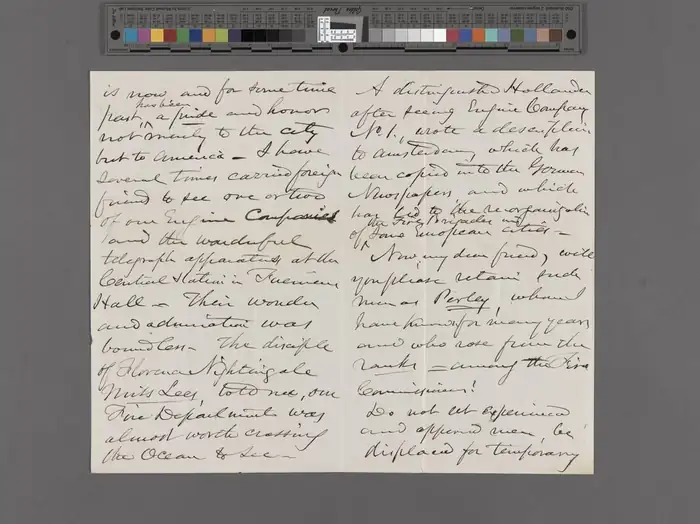 is now, and for some time
past, has been a pride and honor
not merely to the city
but to America — I have
several times carried foreign
friend to see one or two
of our Engine Companies
and the wonderful
telegraph apparatus at the
Central Station in Firemens
Hall — Their wonder
and admiration was
boundless — The disciple
of Florence Nightingale
Miss Lees, told me, our
Fire Department was
almost worth crossing
the Ocean to see —
A distinguished Hollander
after seeing Engine Company
No. 1, wrote a description
to Amsterdam, which has
been copied into the German
Newspapers and which
has led to the reorganization
of the Fire Brigades in
some European cities —
Now, my dear friend, will
you please retain such
men as Perley, whom I
have known for many years
and who rose from the
ranks — among the Fire
Commissioners!
Do not let experienced
and approved men, be
displaced for temporary